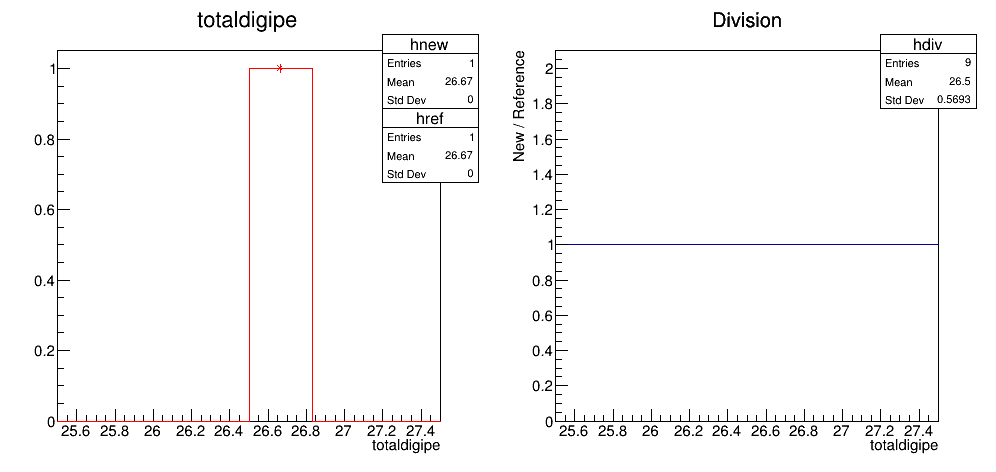 totaldigipe
hnew
Entries 1
Mean 26.67
Std Dev 0
href
Entries 1
Mean 26.67
Std Dev 0
1
0.8
0.6
0.4
0.2
0
25.6 25.8 26 26.2 26.4 26.6 26.8 27 27.2 27.4
totaldigipe
Division
hdiv
Entries 9
Mean 26.5
Std Dev 0.5693
New / Reference
2
1.8
1.6
1.4
1.2
1
0.8
0.6
0.4
0.2
0
25.6 25.8 26 26.2 26.4 26.6 26.8 27 27.2 27.4
totaldigipe